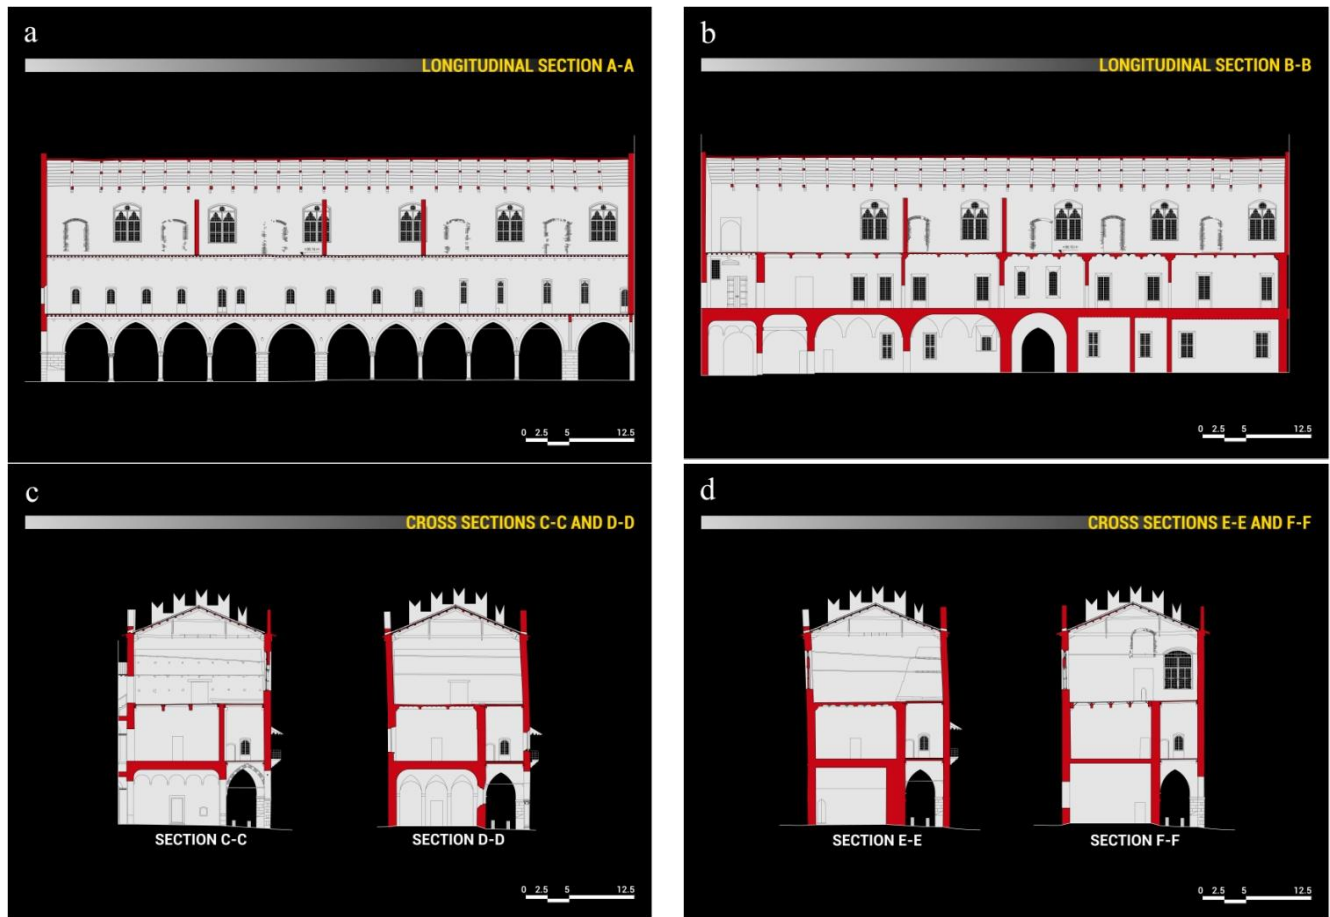 a
LONGITUDINAL SECTION A-A
0 2.5 5 12.5
b
LONGITUDINAL SECTION B-B
0 2.5 5 12.5
c
CROSS SECTIONS C-C AND D-D
SECTION C-C
SECTION D-D
0 2.5 5 12.5
d
CROSS SECTIONS E-E AND F-F
SECTION E-E
SECTION F-F
0 2.5 5 12.5